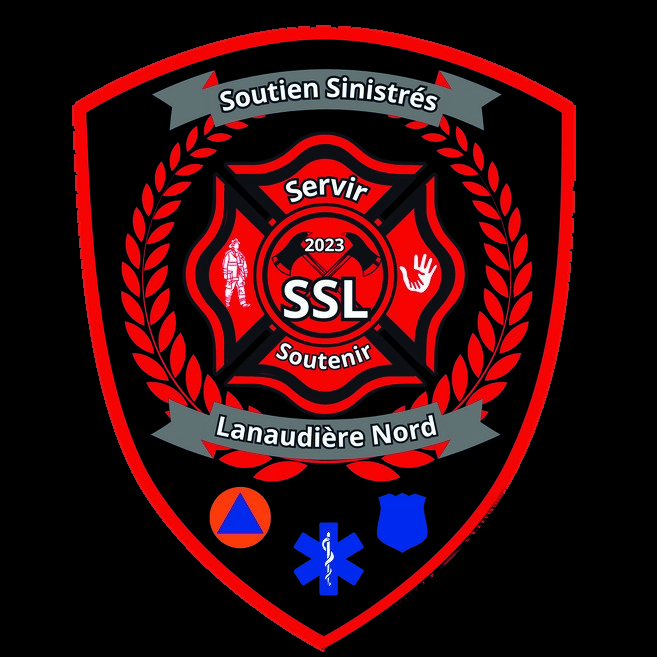 Soutien Sinistrés
Servir
2023
SSL
Soutenir
Lanaudière Nord